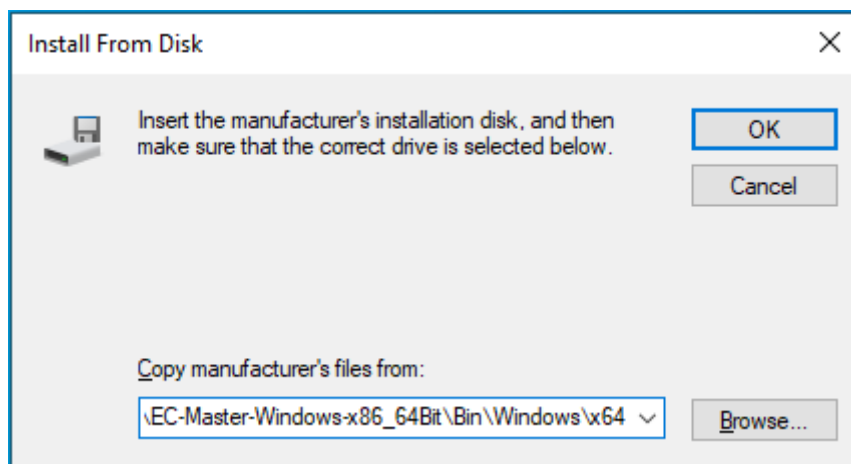 Install From Disk
Insert the manufacturer's installation disk, and then
make sure that the correct drive is selected below.
OK
Cancel
Copy manufacturer's files from:
\EC-Master-Windows-x86_64Bit\Bin\Windows\x64
Browse...